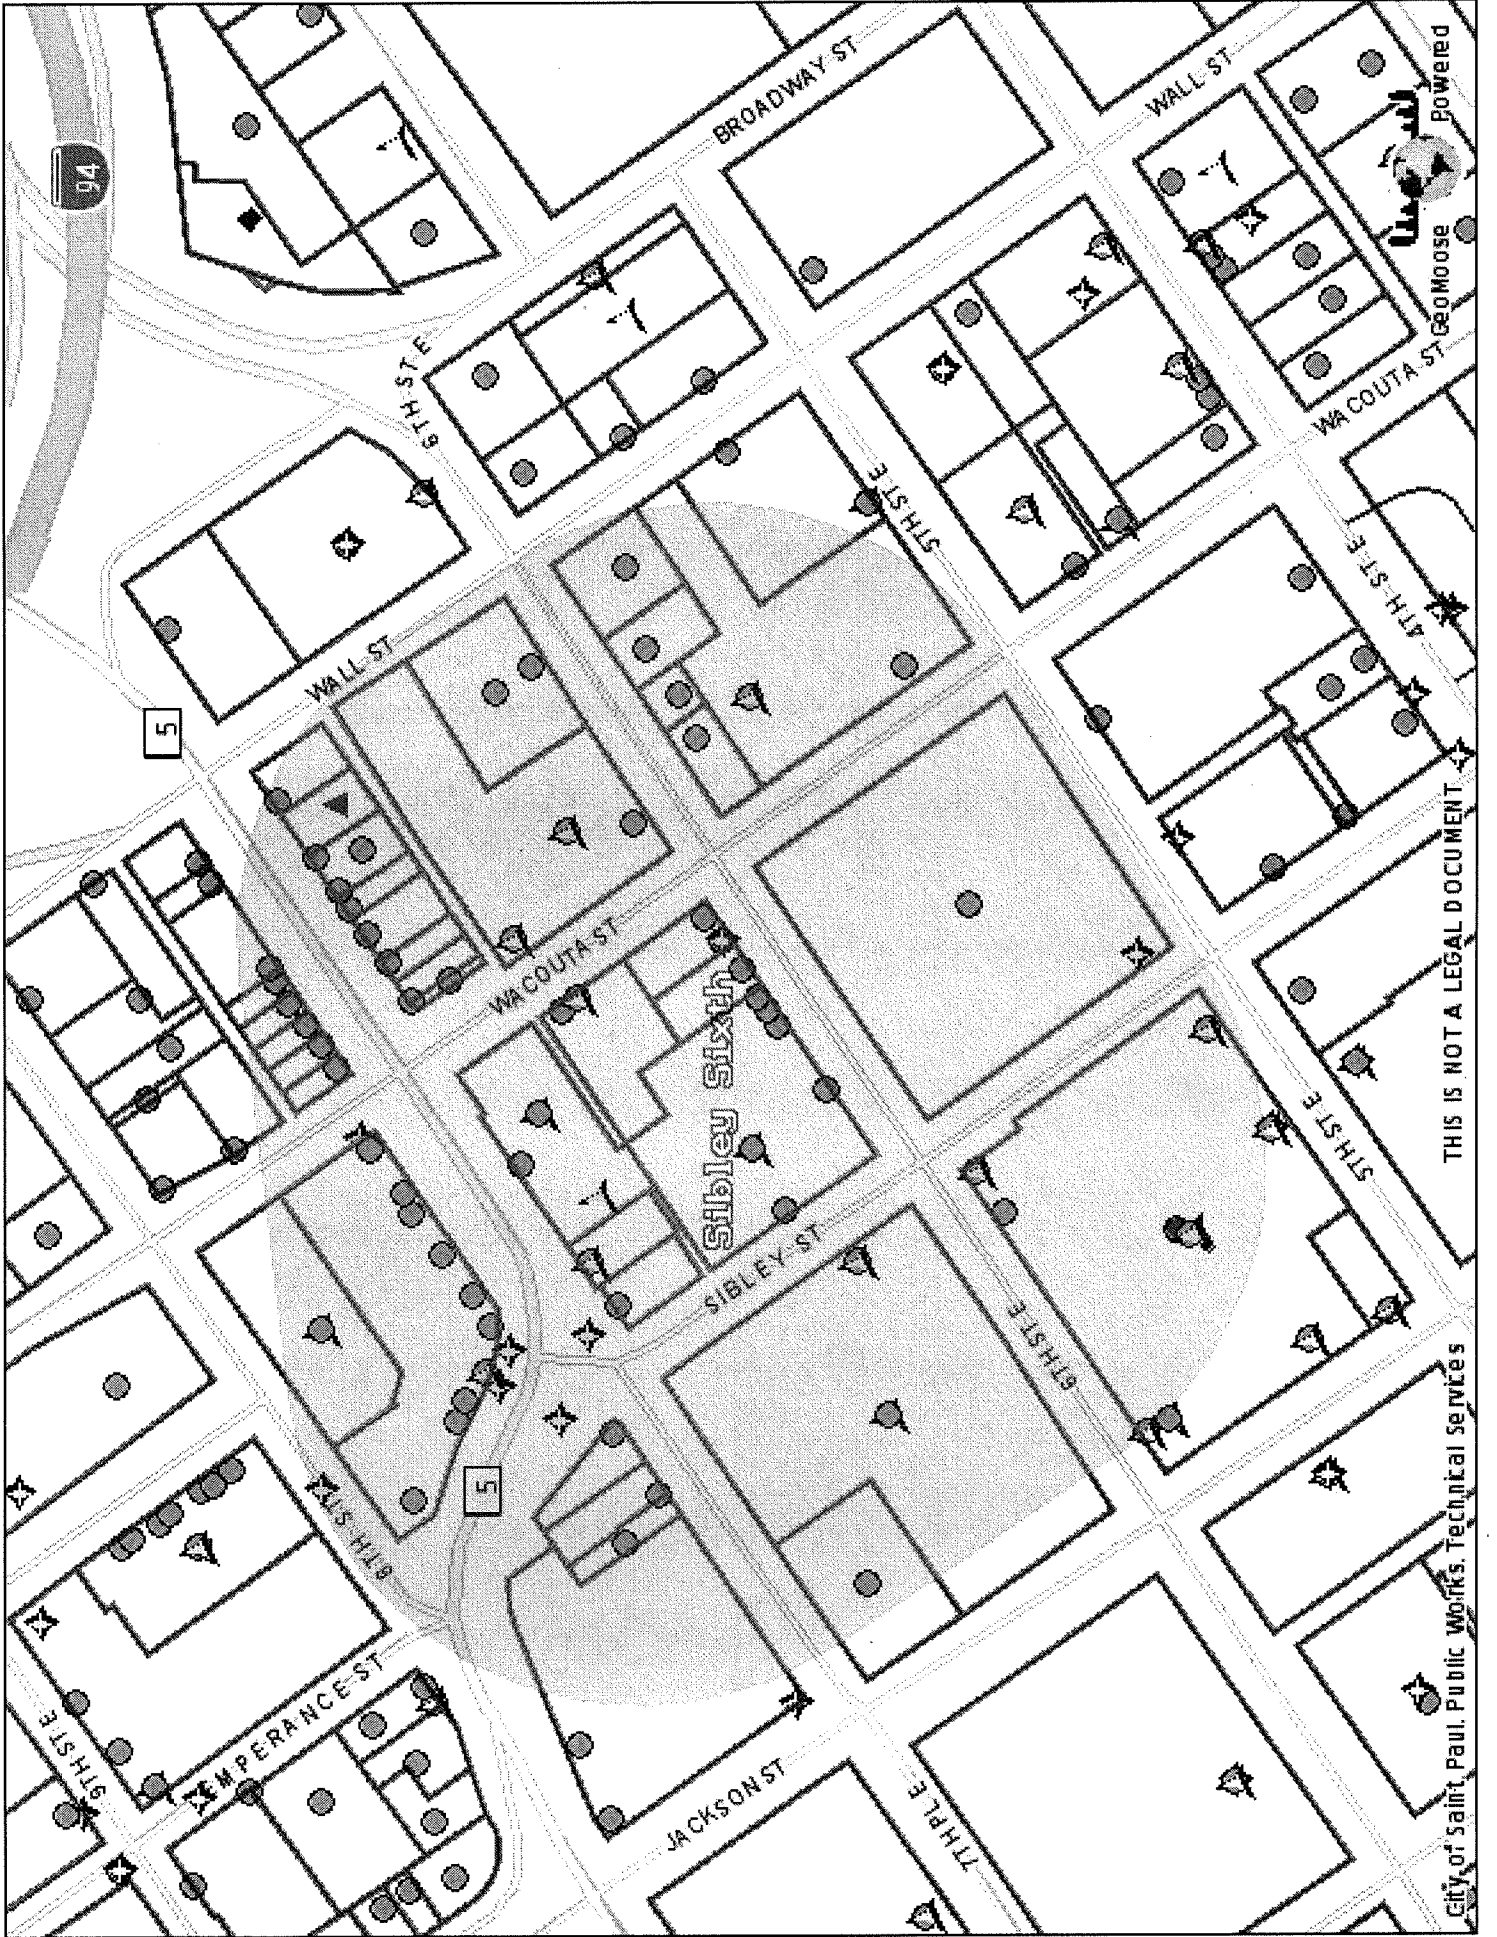 94
BROADWAY ST
WALL ST
6TH ST E
5TH ST E
WACOUTA ST
4TH ST E
WALL ST
5
WACOUTA ST
Sibley Sixth
SIBLEY ST
5TH ST E
6TH ST E
5
8TH ST E
TEMPERANCE ST
9TH ST E
JACKSON ST
7TH PL E
City of Saint Paul. Public Works. Technical Services
THIS IS NOT A LEGAL DOCUMENT
GeoMoose Powered